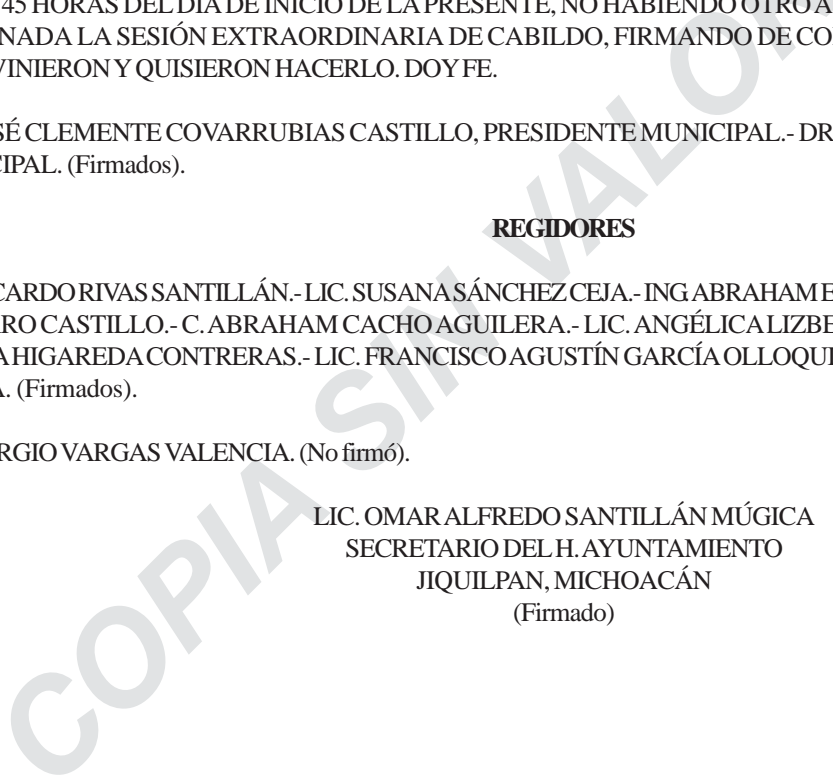 45 HORAS DEL DÍA DE INICIO DE LA PRESENTE, NO HABIENDO OTRO A
NADA LA SESIÓN EXTRAORDINARIA DE CABILDO, FIRMANDO DE CO
VINIERON Y QUISIERON HACERLO. DOY FE.
SÉ CLEMENTE COVARRUBIAS CASTILLO, PRESIDENTE MUNICIPAL.- DR
CIPAL. (Firmados).
REGIDORES
CARDO RIVAS SANTILLÁN.- LIC. SUSANA SÁNCHEZ CEJA.- ING ABRAHAM E
RO CASTILLO.- C. ABRAHAM CACHO AGUILERA.- LIC. ANGÉLICA LIZBE
A HIGAREDA CONTRERAS.- LIC. FRANCISCO AGUSTÍN GARCÍA OLLOQUI
A. (Firmados).
RGIO VARGAS VALENCIA. (No firmó).
LIC. OMAR ALFREDO SANTILLÁN MÚGICA
SECRETARIO DEL H. AYUNTAMIENTO
JIQUILPAN, MICHOACÁN
(Firmado)
COPIA SIN VALOR